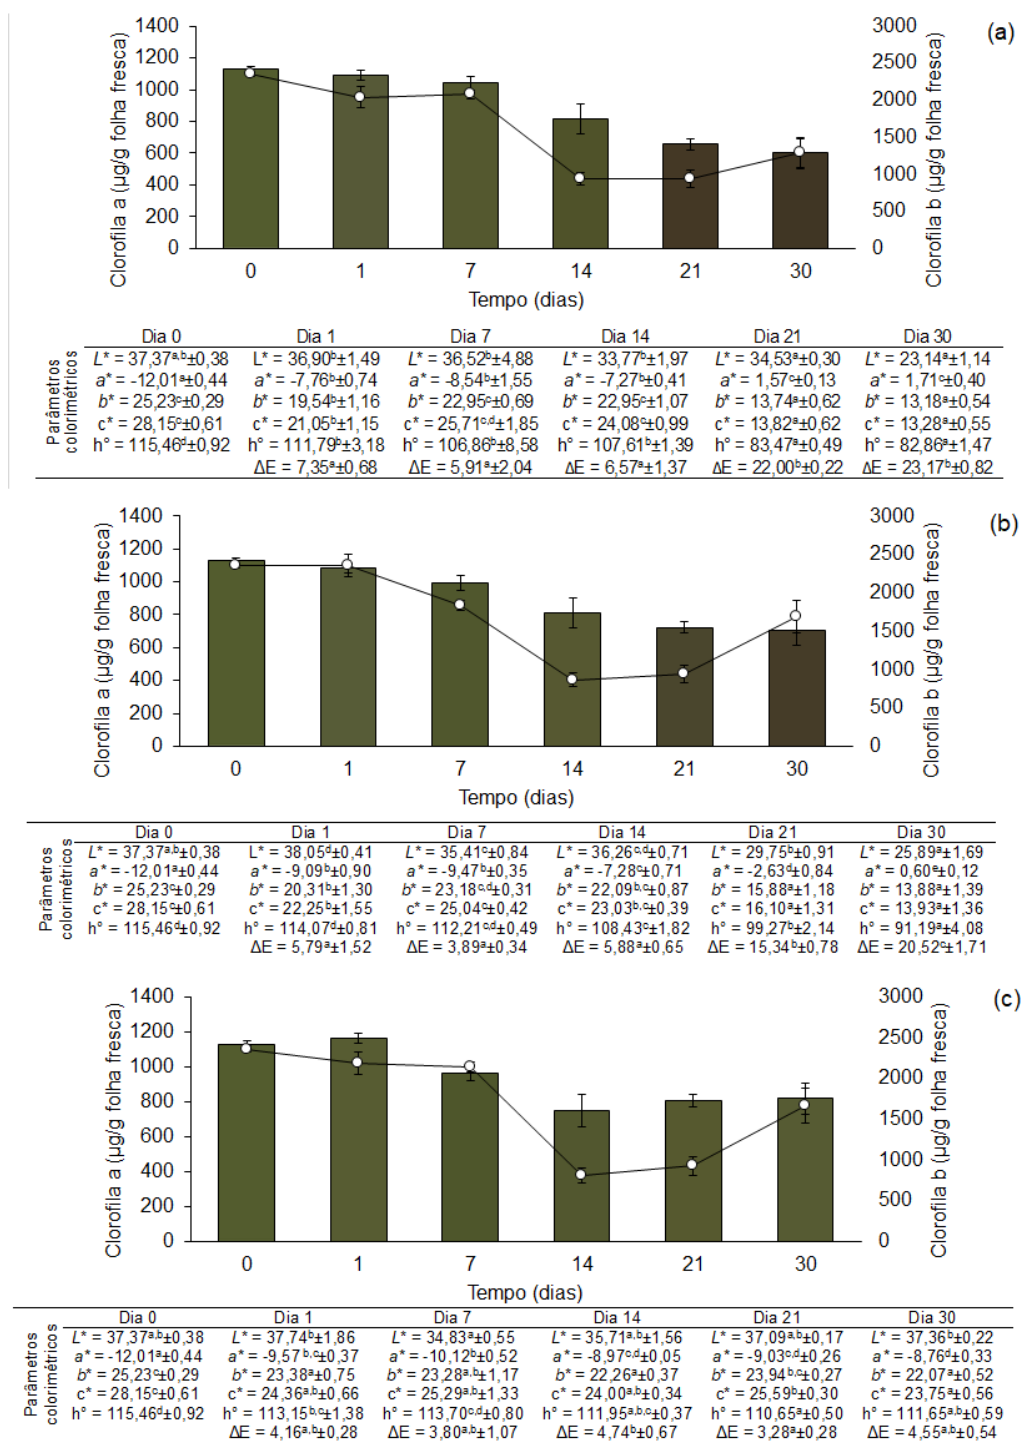 (a)
Clorofila a (µg/g folha fresca)
1400
1200
1000
800
600
400
200
0
3000
2500
2000
1500
1000
500
0
Clorofila b (µg/g folha fresca)
0 1 7 14 21 30
Tempo (dias)
Parâmetros colorimétricos
Dia 0 Dia 1 Dia 7 Dia 14 Dia 21 Dia 30
L* = 37,37ᵃ,ᵇ±0,38 L* = 36,90ᵇ±1,49 L* = 36,52ᵇ±4,88 L* = 33,77ᵇ±1,97 L* = 34,53ᵃ±0,30 L* = 23,14ᵃ±1,14
a* = -12,01ᵃ±0,44 a* = -7,76ᵇ±0,74 a* = -8,54ᵇ±1,55 a* = -7,27ᵇ±0,41 a* = 1,57ᶜ±0,13 a* = 1,71ᶜ±0,40
b* = 25,23ᶜ±0,29 b* = 19,54ᵇ±1,16 b* = 22,95ᶜ±0,69 b* = 22,95ᶜ±1,07 b* = 13,74ᵃ±0,62 b* = 13,18ᵃ±0,54
c* = 28,15ᶜ±0,61 c* = 21,05ᵇ±1,15 c* = 25,71ᶜ,ᵈ±1,85 c* = 24,08ᶜ±0,99 c* = 13,82ᵃ±0,62 c* = 13,28ᵃ±0,55
h° = 115,46ᵈ±0,92 h° = 111,79ᵇ±3,18 h° = 106,86ᵇ±8,58 h° = 107,61ᵇ±1,39 h° = 83,47ᵃ±0,49 h° = 82,86ᵃ±1,47
ΔE = 7,35ᵃ±0,68 ΔE = 5,91ᵃ±2,04 ΔE = 6,57ᵃ±1,37 ΔE = 22,00ᵇ±0,22 ΔE = 23,17ᵇ±0,82
(b)
Clorofila a (µg/g folha fresca)
1400
1200
1000
800
600
400
200
0
3000
2500
2000
1500
1000
500
0
Clorofila b (µg/g folha fresca)
0 1 7 14 21 30
Tempo (dias)
Parâmetros colorimétricos
Dia 0 Dia 1 Dia 7 Dia 14 Dia 21 Dia 30
L* = 37,37ᵃ,ᵇ±0,38 L* = 38,05ᵈ±0,41 L* = 35,41ᶜ±0,84 L* = 36,26ᶜ,ᵈ±0,71 L* = 29,75ᵇ±0,91 L* = 25,89ᵃ±1,69
a* = -12,01ᵃ±0,44 a* = -9,09ᵇ±0,90 a* = -9,47ᵇ±0,35 a* = -7,28ᶜ±0,71 a* = -2,63ᵈ±0,84 a* = 0,60ᵉ±0,12
b* = 25,23ᶜ±0,29 b* = 20,31ᵇ±1,30 b* = 23,18ᶜ,ᵈ±0,31 b* = 22,09ᵇ,ᶜ±0,87 b* = 15,88ᵃ±1,18 b* = 13,88ᵃ±1,39
c* = 28,15ᶜ±0,61 c* = 22,25ᵇ±1,55 c* = 25,04ᶜ±0,42 c* = 23,03ᵇ,ᶜ±0,39 c* = 16,10ᵃ±1,31 c* = 13,93ᵃ±1,36
h° = 115,46ᵈ±0,92 h° = 114,07ᵈ±0,81 h° = 112,21ᶜ,ᵈ±0,49 h° = 108,43ᶜ±1,82 h° = 99,27ᵇ±2,14 h° = 91,19ᵃ±4,08
ΔE = 5,79ᵃ±1,52 ΔE = 3,89ᵃ±0,34 ΔE = 5,88ᵃ±0,65 ΔE = 15,34ᵇ±0,78 ΔE = 20,52ᶜ±1,71
(c)
Clorofila a (µg/g folha fresca)
1400
1200
1000
800
600
400
200
0
3000
2500
2000
1500
1000
500
0
Clorofila b (µg/g folha fresca)
0 1 7 14 21 30
Tempo (dias)
Parâmetros colorimétricos
Dia 0 Dia 1 Dia 7 Dia 14 Dia 21 Dia 30
L* = 37,37ᵃ,ᵇ±0,38 L* = 37,74ᵇ±1,86 L* = 34,83ᵃ±0,55 L* = 35,71ᵃ,ᵇ±1,56 L* = 37,09ᵃ,ᵇ±0,17 L* = 37,36ᵇ±0,22
a* = -12,01ᵃ±0,44 a* = -9,57ᵇ,ᶜ±0,37 a* = -10,12ᵇ±0,52 a* = -8,97ᶜ,ᵈ±0,05 a* = -9,03ᶜ,ᵈ±0,26 a* = -8,76ᵈ±0,33
b* = 25,23ᶜ±0,29 b* = 23,38ᵃ±0,75 b* = 23,28ᵃ,ᵇ±1,17 b* = 22,26ᵃ±0,37 b* = 23,94ᵇ,ᶜ±0,27 b* = 22,07ᵃ±0,52
c* = 28,15ᶜ±0,61 c* = 24,36ᵃ,ᵇ±0,66 c* = 25,29ᵃ,ᵇ±1,33 c* = 24,00ᵃ,ᵇ±0,34 c* = 25,59ᵇ±0,30 c* = 23,75ᵃ±0,56
h° = 115,46ᵈ±0,92 h° = 113,15ᵇ,ᶜ±1,38 h° = 113,70ᶜ,ᵈ±0,80 h° = 111,95ᵃ,ᵇ,ᶜ±0,37 h° = 110,65ᵃ±0,50 h° = 111,65ᵃ,ᵇ±0,59
ΔE = 4,16ᵃ,ᵇ±0,28 ΔE = 3,80ᵃ,ᵇ±1,07 ΔE = 4,74ᵇ±0,67 ΔE = 3,28ᵃ±0,28 ΔE = 4,55ᵃ,ᵇ±0,54